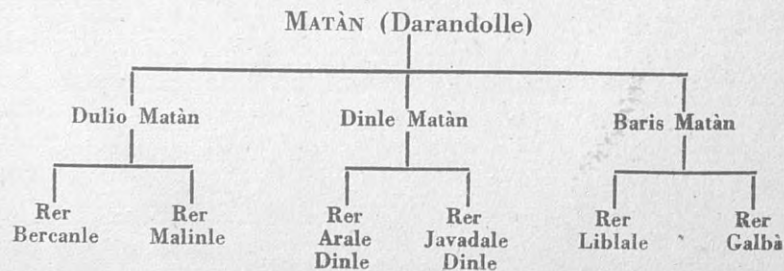 MATÀN (Darandolle)
Dulio Matàn
Dinle Matàn
Baris Matàn
Rer
Bercanle
Rer
Malinle
Rer
Arale
Dinle
Rer
Javadale
Dinle
Rer
Liblale
Rer
Galbà